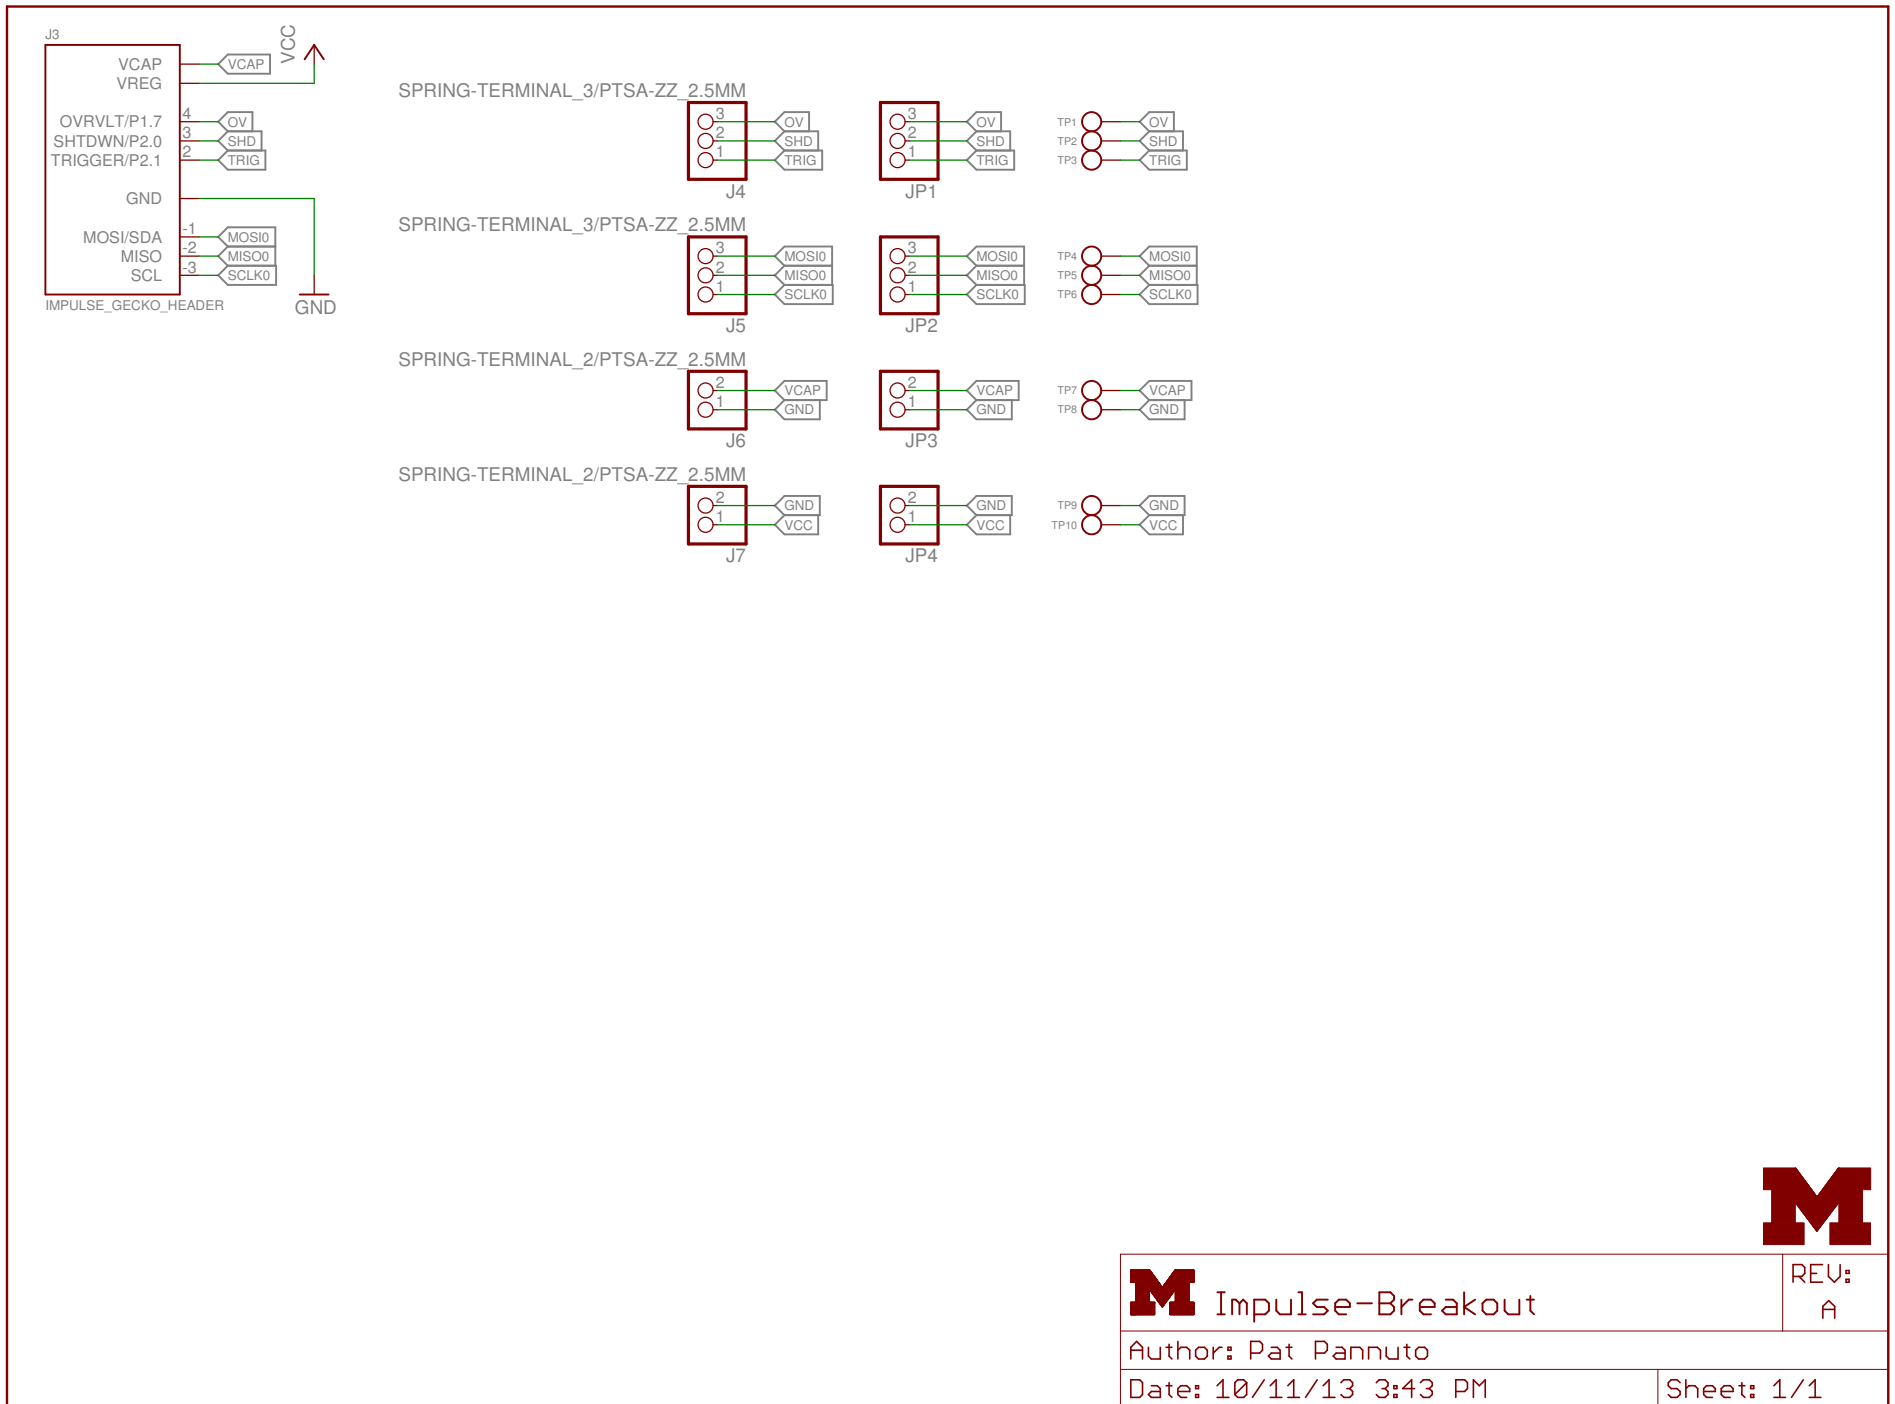 J3
VCAP
VREG
OVRVLT/P1.7
SHTDWN/P2.0
TRIGGER/P2.1
GND
MOSI/SDA
MISO
SCL
4
3
2
-1
-2
-3
VCAP
OV
SHD
TRIG
MOSI0
MISO0
SCLK0
IMPULSE_GECKO_HEADER
VCC
GND
SPRING-TERMINAL_3/PTSA-ZZ_2.5MM
3 OV
2 SHD
1 TRIG
J4
3 OV
2 SHD
1 TRIG
JP1
TP1 OV
TP2 SHD
TP3 TRIG
SPRING-TERMINAL_3/PTSA-ZZ_2.5MM
3 MOSI0
2 MISO0
1 SCLK0
J5
3 MOSI0
2 MISO0
1 SCLK0
JP2
TP4 MOSI0
TP5 MISO0
TP6 SCLK0
SPRING-TERMINAL_2/PTSA-ZZ_2.5MM
2 VCAP
1 GND
J6
2 VCAP
1 GND
JP3
TP7 VCAP
TP8 GND
SPRING-TERMINAL_2/PTSA-ZZ_2.5MM
2 GND
1 VCC
J7
2 GND
1 VCC
JP4
TP9 GND
TP10 VCC
M
M Impulse-Breakout
REV:
A
Author: Pat Pannuto
Date: 10/11/13 3:43 PM
Sheet: 1/1